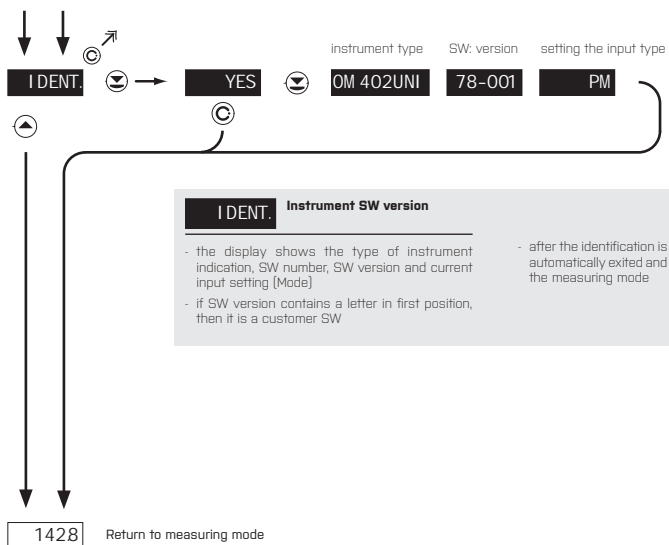 instrument type SW: version setting the input type
IDENT. YES OM 402UNI 78-001 PM
IDENT. Instrument SW version
- the display shows the type of instrument
indication, SW number, SW version and current
input setting (Mode)
- if SW version contains a letter in first position,
then it is a customer SW
- after the identification is
automatically exited and
the measuring mode
1428 Return to measuring mode